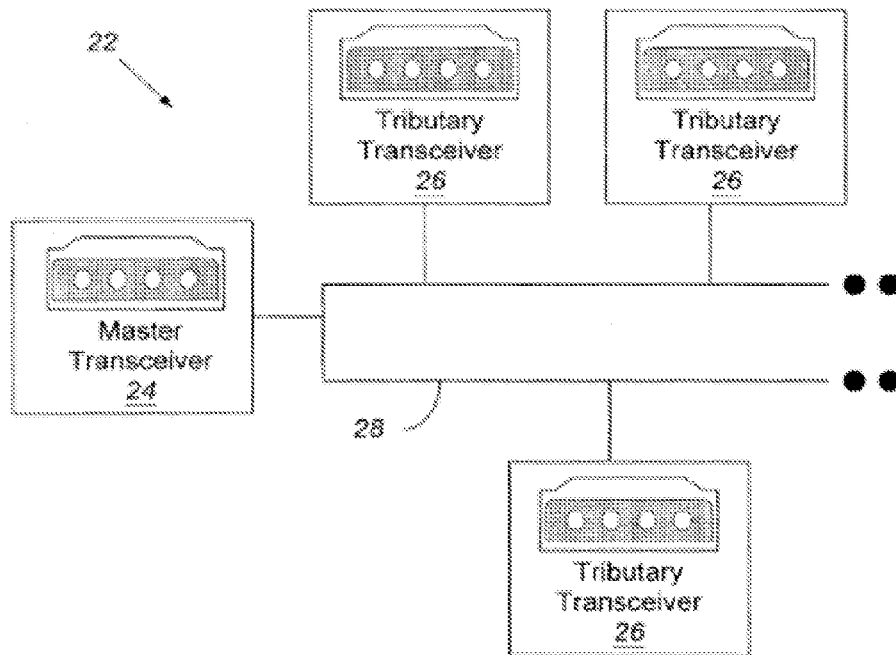 22
Tributary
Transceiver
26
Tributary
Transceiver
26
Master
Transceiver
24
28
Tributary
Transceiver
26